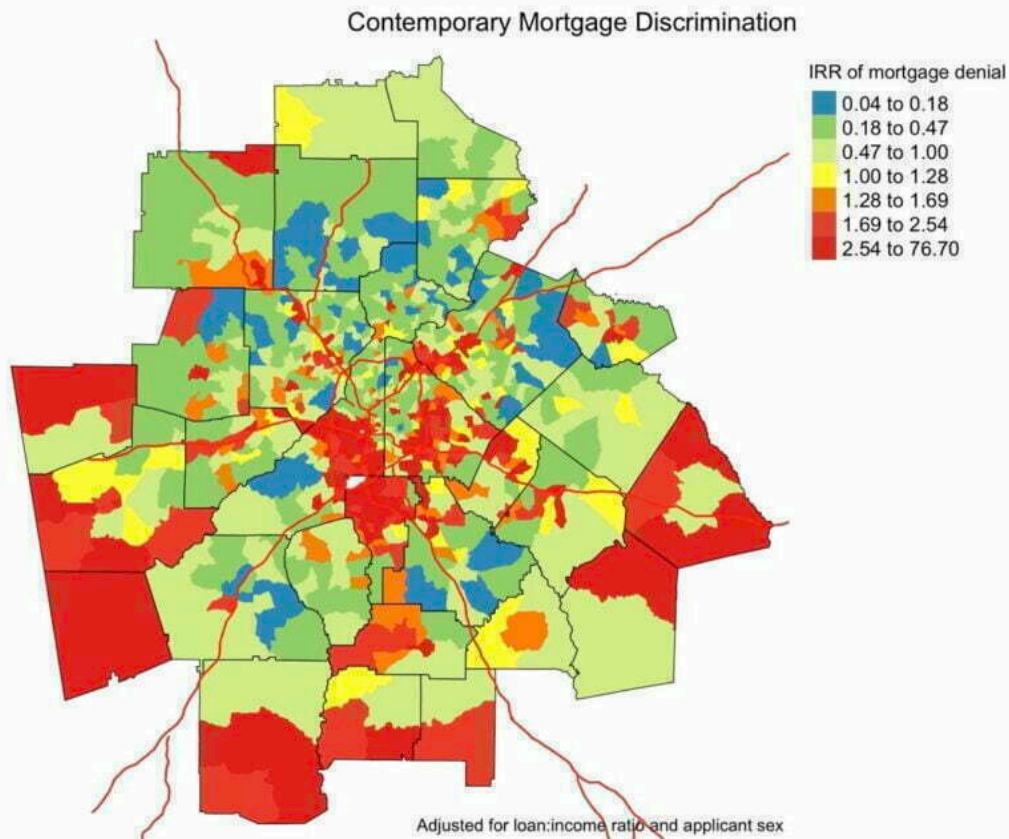 Contemporary Mortgage Discrimination
IRR of mortgage denial
0.04 to 0.18
0.18 to 0.47
0.47 to 1.00
1.00 to 1.28
1.28 to 1.69
1.69 to 2.54
2.54 to 76.70
Adjusted for loan:income ratio and applicant sex